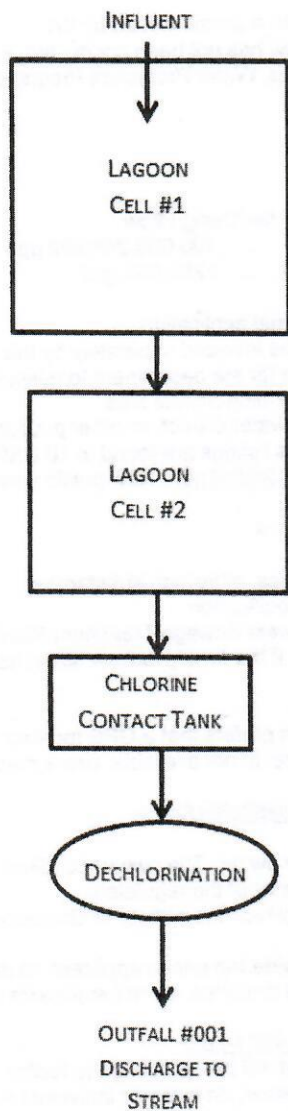 INFLUENT
LAGOON
CELL #1
LAGOON
CELL #2
CHLORINE
CONTACT TANK
DECHLORINATION
OUTFALL #001
DISCHARGE TO
STREAM